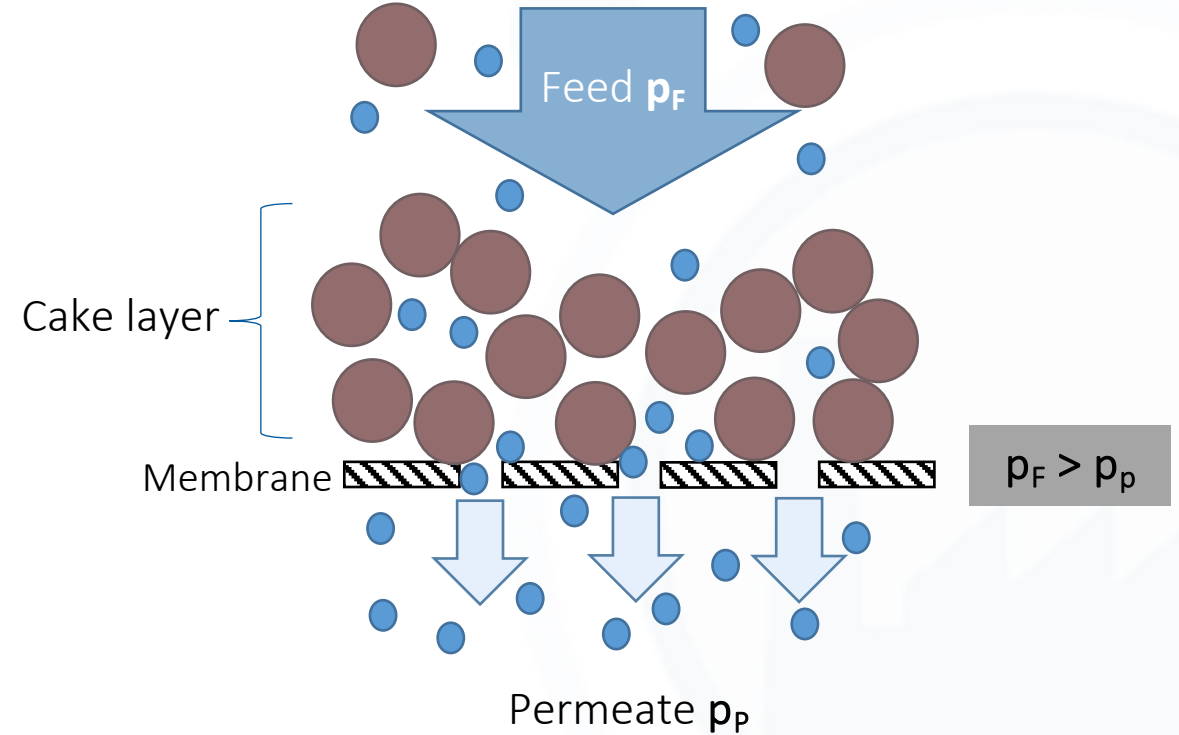 Feed pF
Cake layer
Membrane
pF > pp
Permeate pP